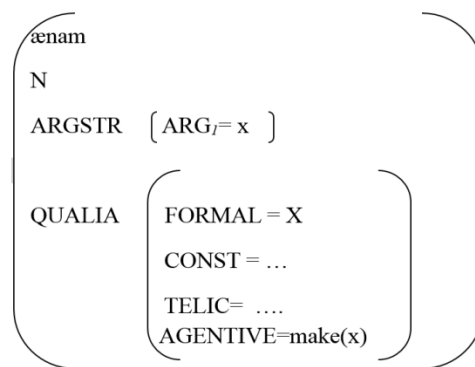 ænam
N
ARGSTR [ ARG₁= x ]
QUALIA FORMAL = X
CONST = …
TELIC= ….
AGENTIVE=make(x)